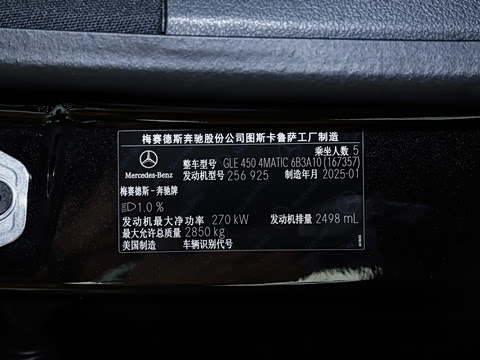 梅赛德斯奔驰股份公司图斯卡鲁萨工厂制造
乘坐人数 5
Mercedes-Benz
整车型号 GLE 450 4MATIC 6B3A10 (167357)
发动机型号 256 925 制造年月 2025-01
梅赛德斯-奔驰牌
1.0 %
发动机最大净功率 270 kW 发动机排量 2498 mL
最大允许总质量 2850 kg
美国制造 车辆识别代号